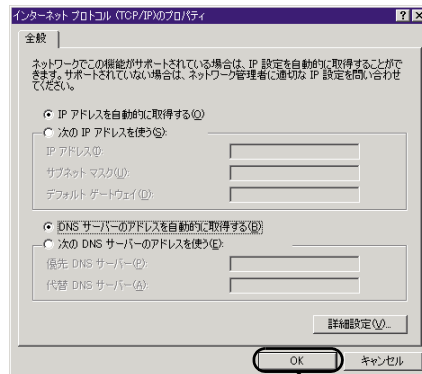 インターネット プロトコル (TCP/IP)のプロパティ
全般
ネットワークでこの機能がサポートされている場合は、IP 設定を自動的に取得することがで
きます。サポートされていない場合は、ネットワーク管理者に適切な IP 設定を問い合わせ
てください。
IP アドレスを自動的に取得する(O)
次の IP アドレスを使う(S):
IP アドレス(I):
サブネット マスク(U):
デフォルト ゲートウェイ(D):
DNS サーバーのアドレスを自動的に取得する(B)
次の DNS サーバーのアドレスを使う(E):
優先 DNS サーバー(P):
代替 DNS サーバー(A):
詳細設定(V)...
OK
キャンセル